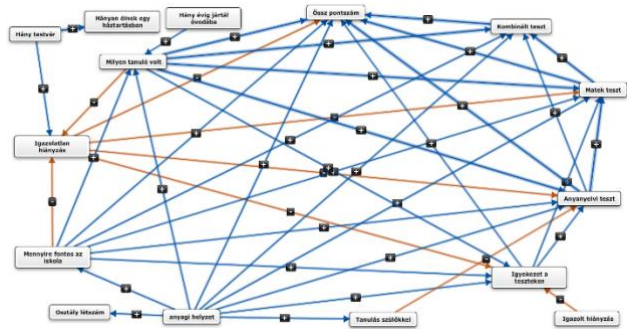 Hány testvér
Hányan élnek egy
háztartásban
Hány évig jártál
óvodába
Össz pontszám
Kombinált teszt
Milyen tanuló volt
Matek teszt
Igazolatlan
hiányzás
Anyanyelvi teszt
Mennyire fontos az
iskola
Igyekezet a
teszteken
Osztály létszám
anyagi helyzet
Tanulás szülőkkel
Igazolt hiányzás